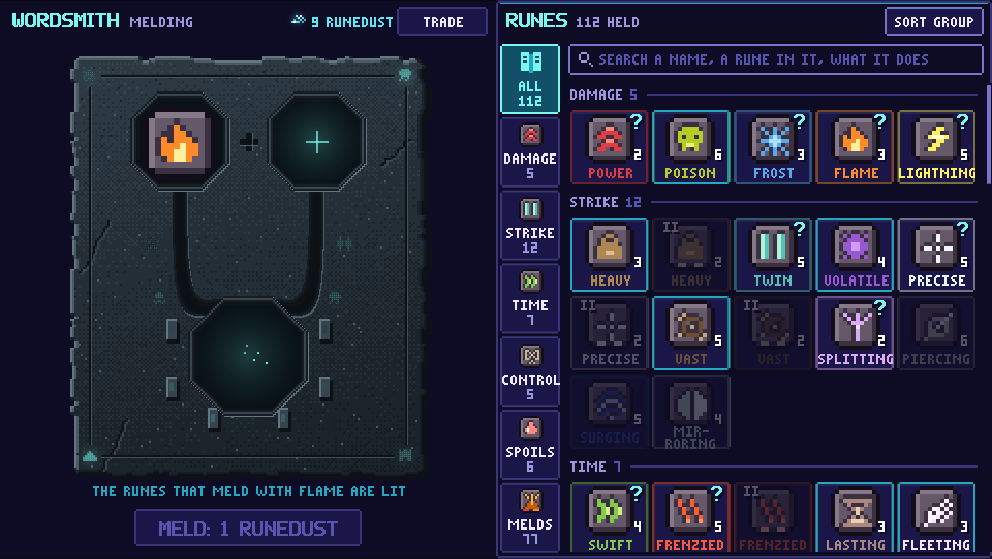 WORDSMITH MELDING
9 RUNEDUST
TRADE
THE RUNES THAT MELD WITH FLAME ARE LIT
MELD: 1 RUNEDUST
RUNES 112 HELD
SORT GROUP
SEARCH A NAME, A RUNE IN IT, WHAT IT DOES
ALL
112
DAMAGE
5
STRIKE
12
TIME
7
CONTROL
5
SPOILS
6
MELDS
77
DAMAGE 5
? 2 POWER
6 POISON
? 3 FROST
? 3 FLAME
? 5 LIGHTNING
STRIKE 12
3 HEAVY
II 2 HEAVY
? 5 TWIN
4 VOLATILE
? 5 PRECISE
II 2 PRECISE
5 VAST
II 2 VAST
? 2 SPLITTING
6 PIERCING
5 SURGING
4 MIR-
RORING
TIME 7
? 4 SWIFT
? 5 FRENZIED
II 2 FRENZIED
3 LASTING
3 FLEETING